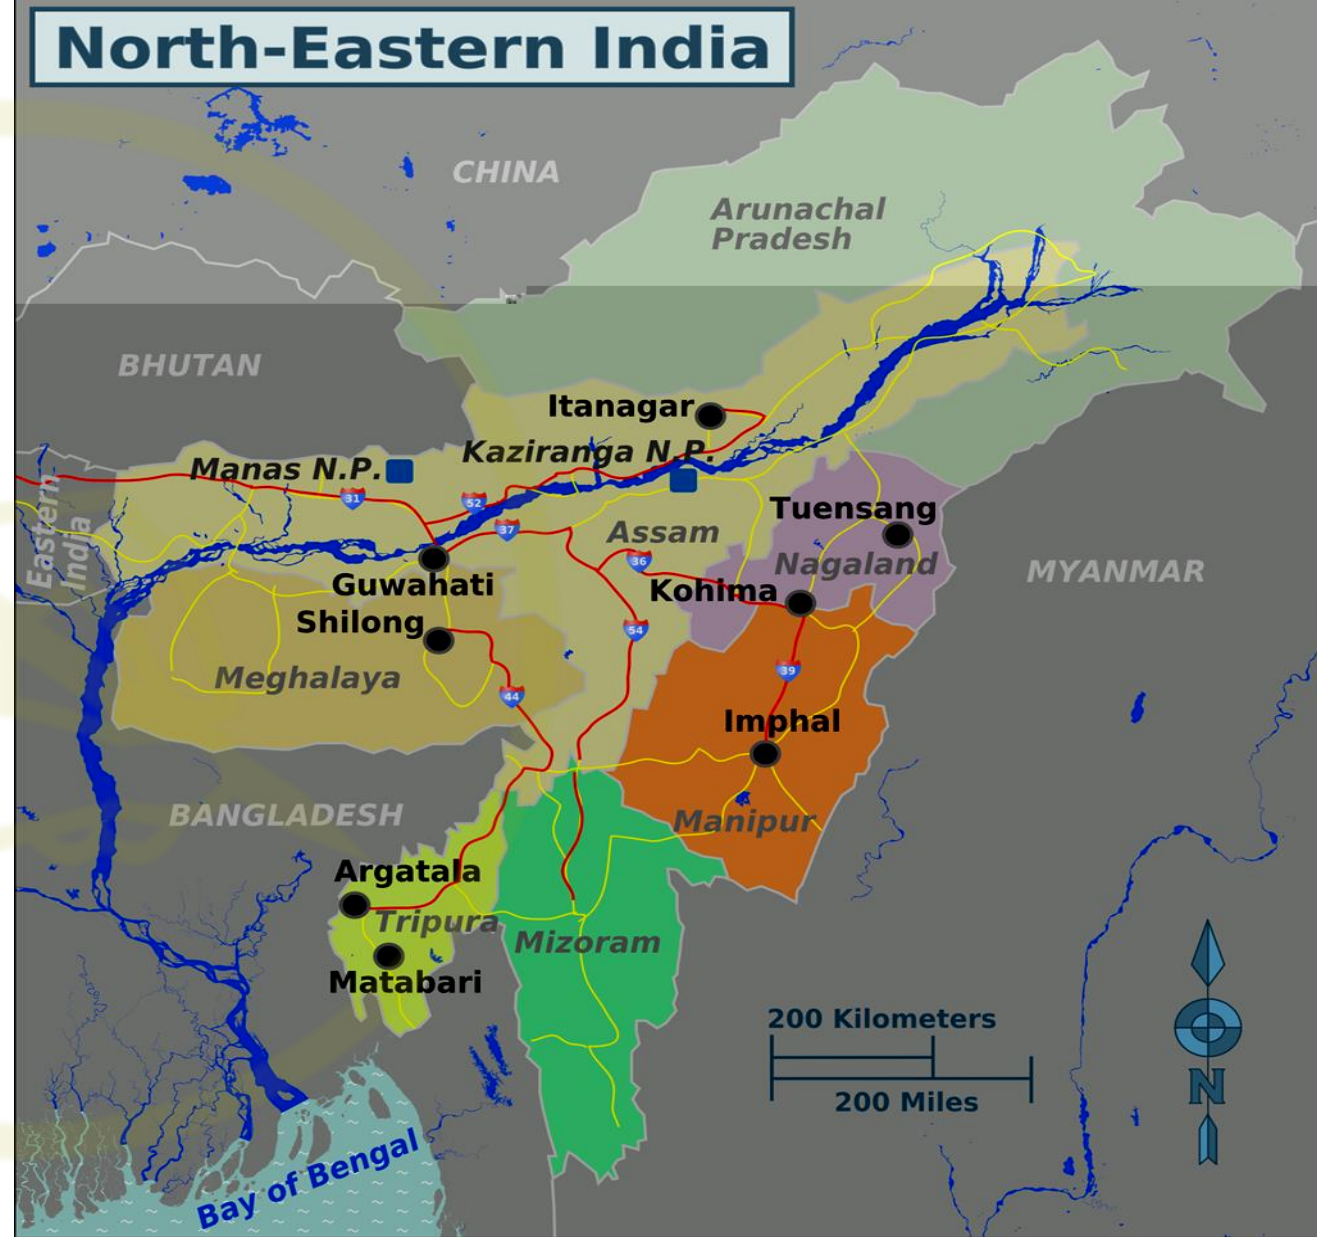 North-Eastern India
CHINA
Arunachal
Pradesh
BHUTAN
Itanagar
Kaziranga N.P.
Manas N.P.
31
52
37
Eastern
India
Tuensang
Assam
Nagaland
36
MYANMAR
Guwahati
Kohima
Shilong
54
Meghalaya
39
44
Imphal
BANGLADESH
Manipur
Argatala
Tripura
Mizoram
Matabari
200 Kilometers
200 Miles
N
Bay of Bengal